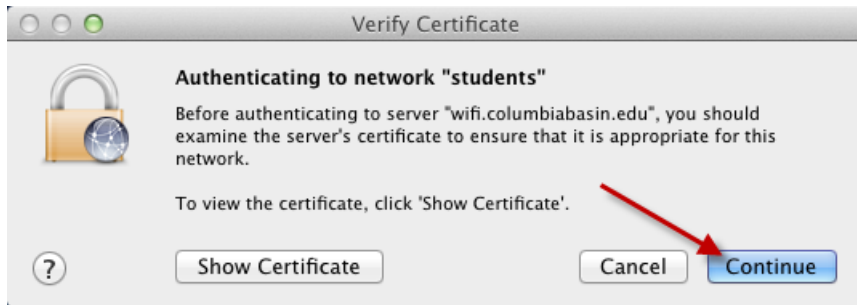 Verify Certificate
Authenticating to network "students"
Before authenticating to server "wifi.columbiabasin.edu", you should
examine the server's certificate to ensure that it is appropriate for this
network.
To view the certificate, click 'Show Certificate'.
?
Show Certificate
Cancel
Continue